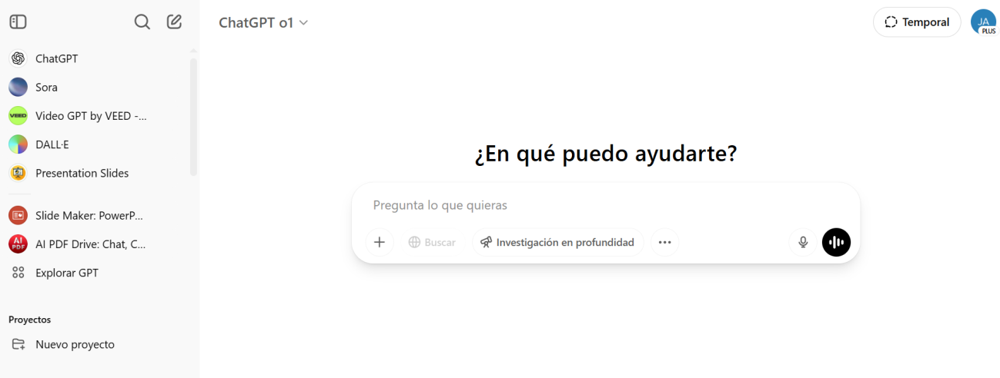 ChatGPT
Sora
VEED
Video GPT by VEED -...
DALL·E
Presentation Slides
Slide Maker: PowerP...
AI PDF
AI PDF Drive: Chat, C...
Explorar GPT
Proyectos
Nuevo proyecto
ChatGPT o1
Temporal
JA
PLUS
¿En qué puedo ayudarte?
Pregunta lo que quieras
Buscar
Investigación en profundidad